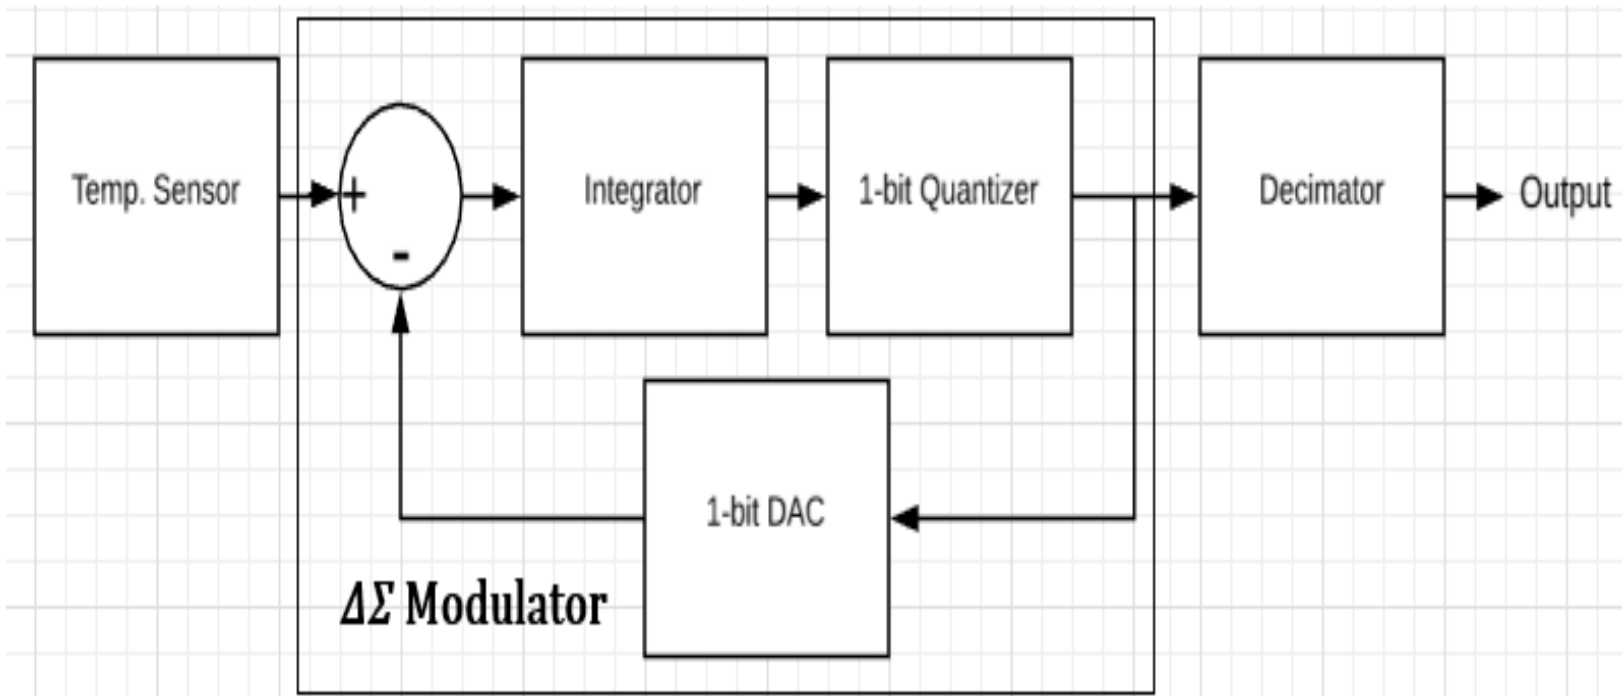 Temp. Sensor
+
-
Integrator
1-bit Quantizer
Decimator
Output
1-bit DAC
ΔΣ Modulator